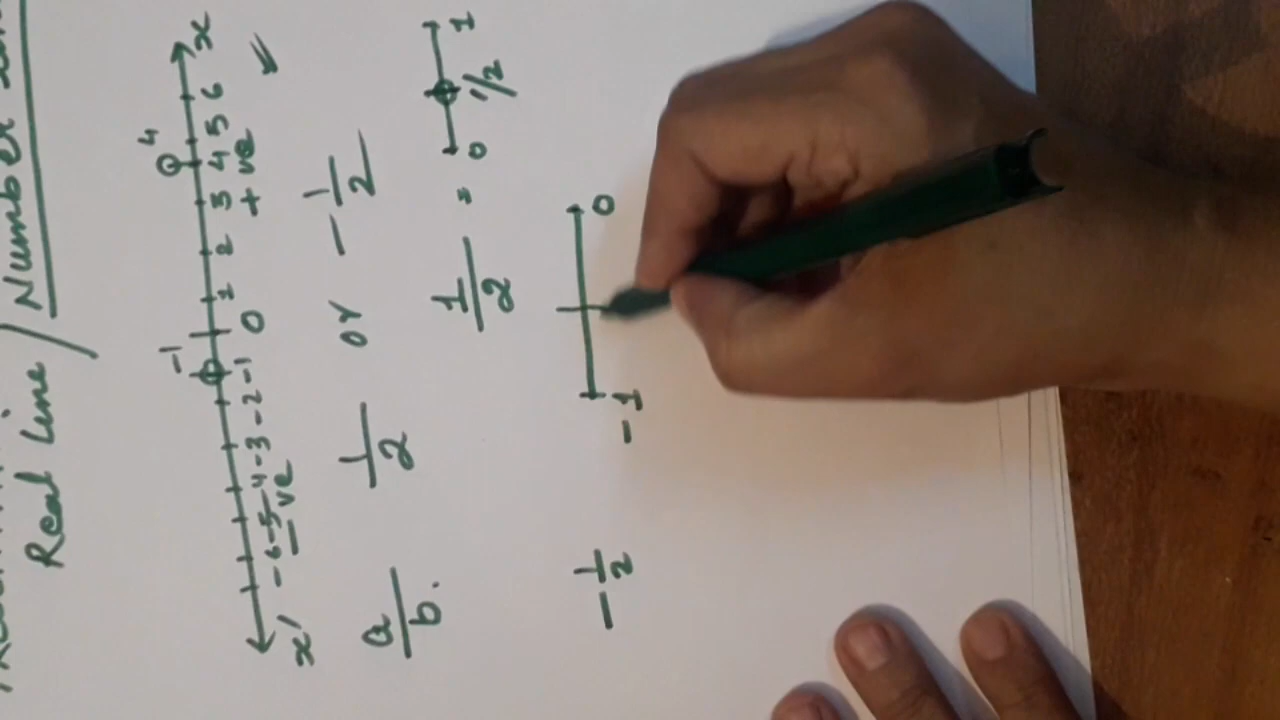 Real Line / Number
-1 4
x' -6 -5 -4 -3 -2 -1 0 1 2 3 4 5 6 x
-ve +ve
a/b. 1/2 or -1/2
1/2 = 0 1/2 1
-1/2 -1 0